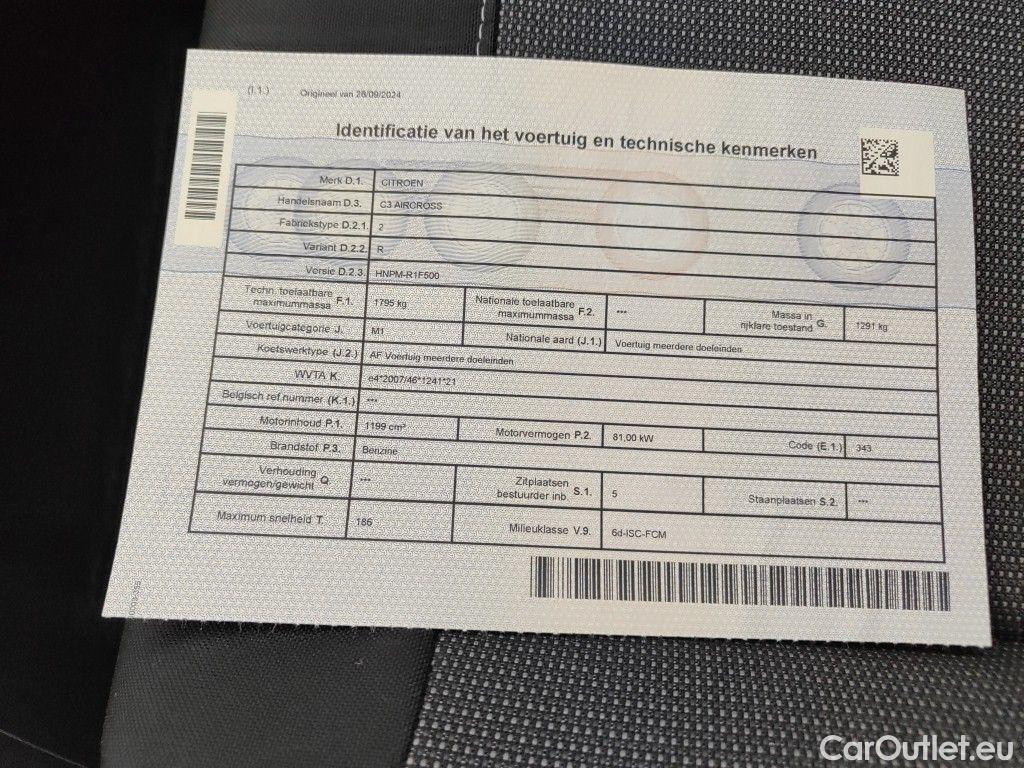 (I.1.) Origineel van 26/09/2024
Identificatie van het voertuig en technische kenmerken
Merk D.1. CITROEN
Handelsnaam D.3. C3 AIRCROSS
Fabriekstype D.2.1. 2
Variant D.2.2. R
Versie D.2.3. HNPM-R1F500
Techn. toelaatbare maximummassa F.1. 1795 kg Nationale toelaatbare maximummassa F.2. --- Massa in rijklare toestand G. 1291 kg
Voertuigcategorie J. M1 Nationale aard (J.1.) Voertuig meerdere doeleinden
Koetswerktype (J.2.) AF Voertuig meerdere doeleinden
WVTA K. e4*2007/46*1241*21
Belgisch ref.nummer (K.1.) ---
Motorinhoud P.1. 1199 cm³ Motorvermogen P.2. 81,00 kW Code (E.1.) 343
Brandstof P.3. Benzine
Verhouding vermogen/gewicht Q --- Zitplaatsen bestuurder inb. S.1. 5 Staanplaatsen S.2. ---
Maximum snelheid T. 186 Milieuklasse V.9. 6d-ISC-FCM
CarOutlet.eu